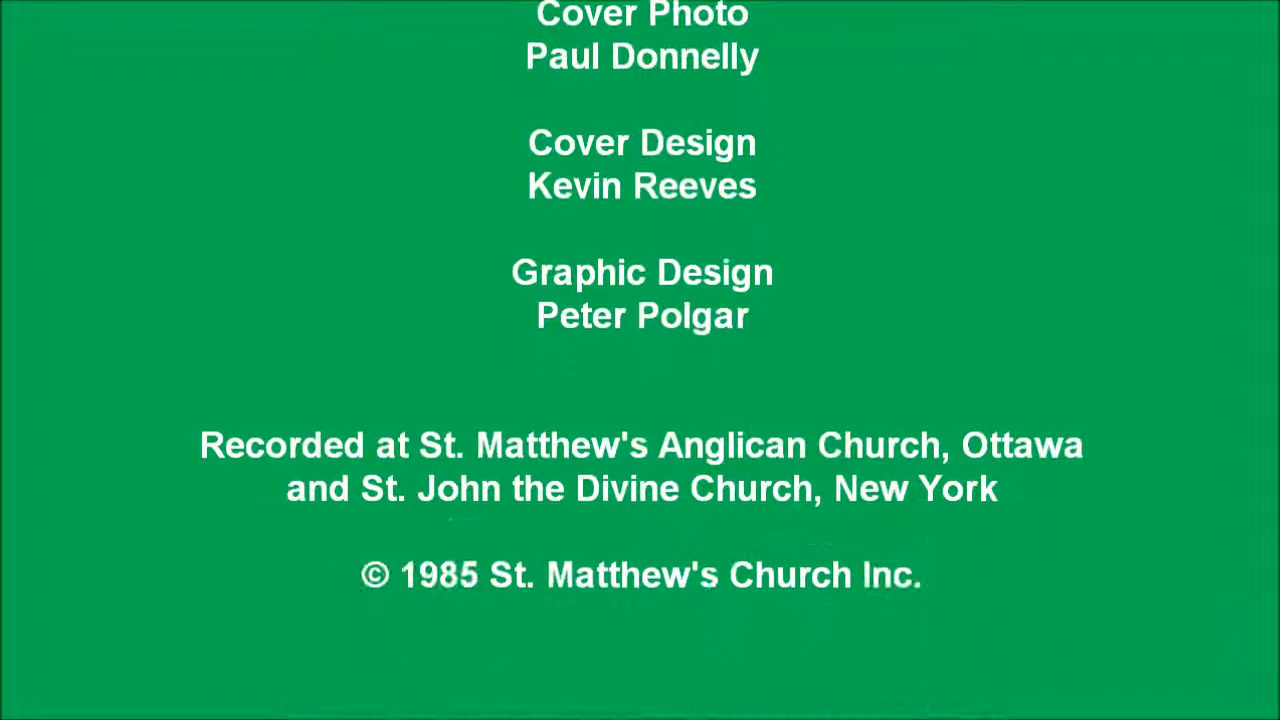 Cover Photo
Paul Donnelly
Cover Design
Kevin Reeves
Graphic Design
Peter Polgar
Recorded at St. Matthew's Anglican Church, Ottawa
and St. John the Divine Church, New York
© 1985 St. Matthew's Church Inc.